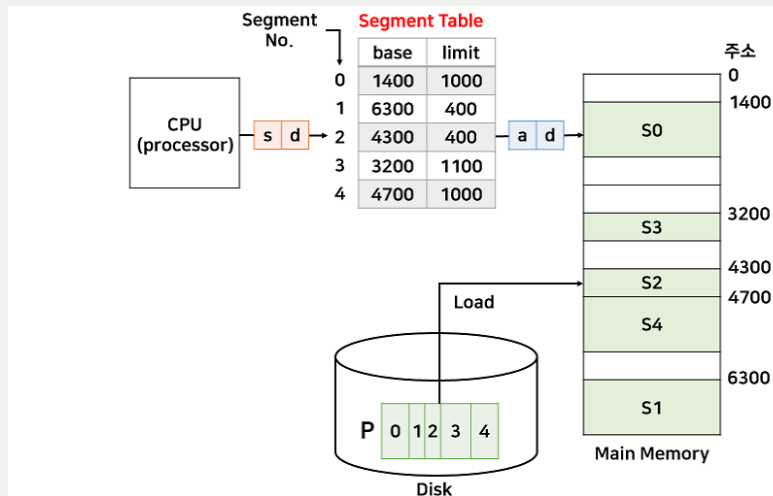 Segment
No.
Segment Table
base limit
0 1400 1000
1 6300 400
2 4300 400
3 3200 1100
4 4700 1000
CPU
(processor)
s d
a d
주소
0
1400
S0
3200
S3
4300
S2
4700
S4
6300
S1
Main Memory
Load
P 0 1 2 3 4
Disk